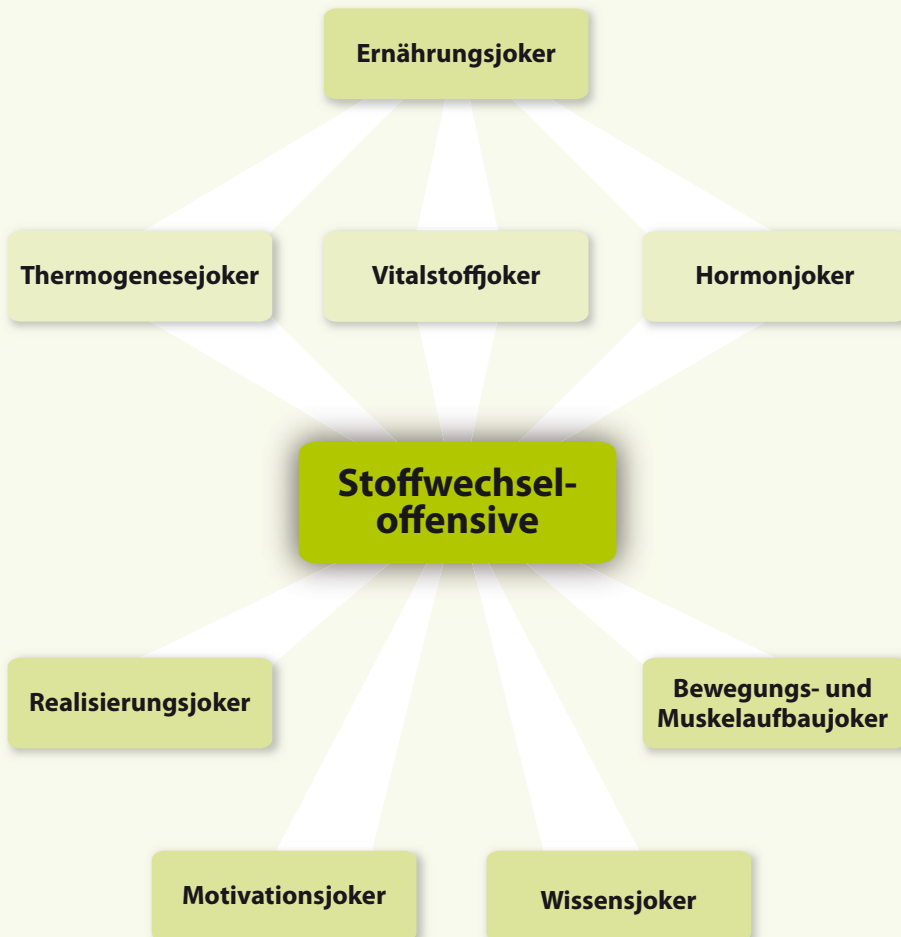 Ernährungsjoker
Thermogenesejoker
Vitalstoffjoker
Hormonjoker
Stoffwechsel-
offensive
Realisierungsjoker
Bewegungs- und
Muskelaufbaujoker
Motivationsjoker
Wissensjoker